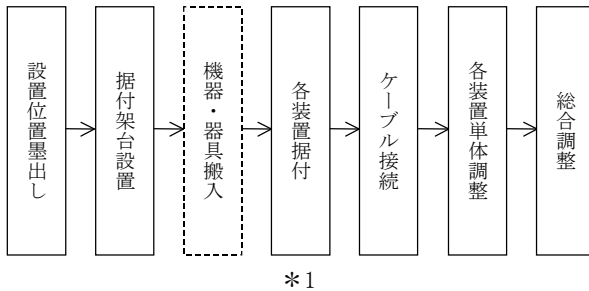 設置位置墨出し
据付架台設置
機器・器具搬入
各装置据付
ケーブル接続
各装置単体調整
総合調整
＊1